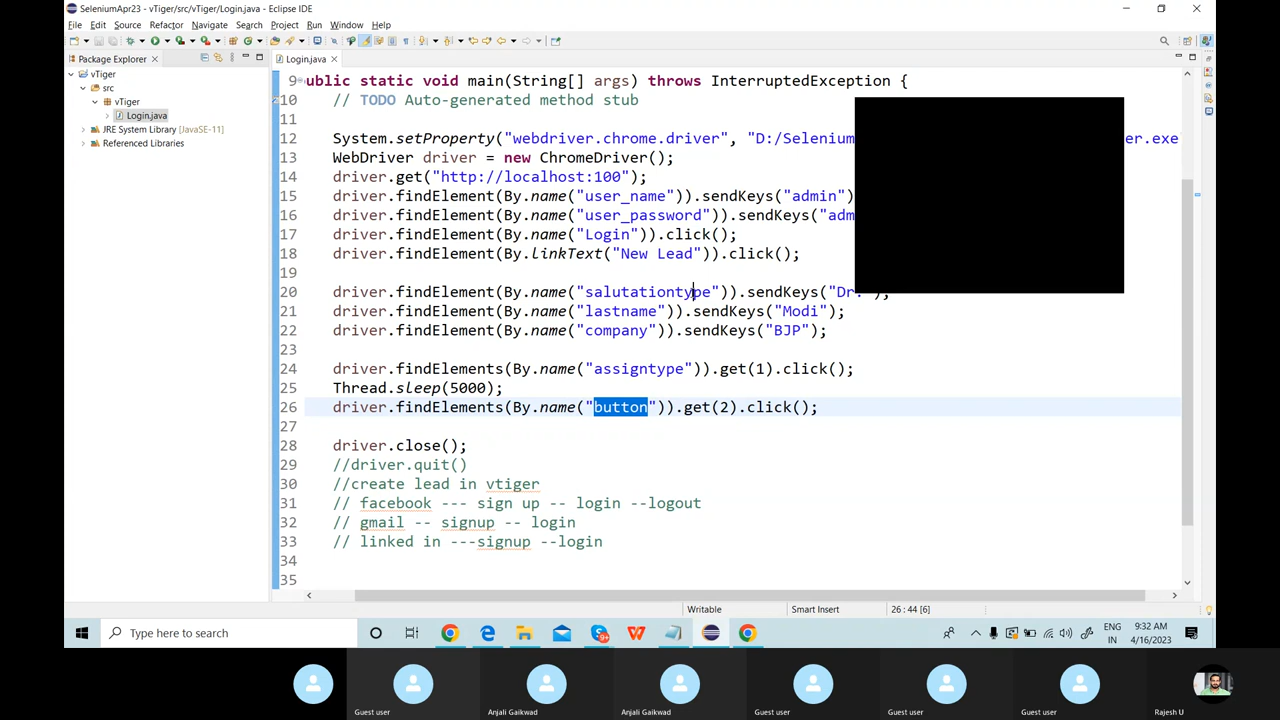 SeleniumApr23 - vTiger/src/vTiger/Login.java - Eclipse IDE
File Edit Source Refactor Navigate Search Project Run Window Help
Package Explorer
Login.java
vTiger
src
vTiger
Login.java
JRE System Library [JavaSE-11]
Referenced Libraries
9 ublic static void main(String[] args) throws InterruptedException {
10 // TODO Auto-generated method stub
11
12 System.setProperty("webdriver.chrome.driver", "D:/Selenium er.exe
13 WebDriver driver = new ChromeDriver();
14 driver.get("http://localhost:100");
15 driver.findElement(By.name("user_name")).sendKeys("admin")
16 driver.findElement(By.name("user_password")).sendKeys("adm
17 driver.findElement(By.name("Login")).click();
18 driver.findElement(By.linkText("New Lead")).click();
19
20 driver.findElement(By.name("salutationtype")).sendKeys("Dr.");
21 driver.findElement(By.name("lastname")).sendKeys("Modi");
22 driver.findElement(By.name("company")).sendKeys("BJP");
23
24 driver.findElements(By.name("assigntype")).get(1).click();
25 Thread.sleep(5000);
26 driver.findElements(By.name("button")).get(2).click();
27
28 driver.close();
29 //driver.quit()
30 //create lead in vtiger
31 // facebook --- sign up -- login --logout
32 // gmail -- signup -- login
33 // linked in ---signup --login
34
35
Writable Smart Insert 26 : 44 [6]
Type here to search
ENG
IN
9:32 AM
4/16/2023
Guest user Anjali Gaikwad Anjali Gaikwad Guest user Guest user Guest user Rajesh U